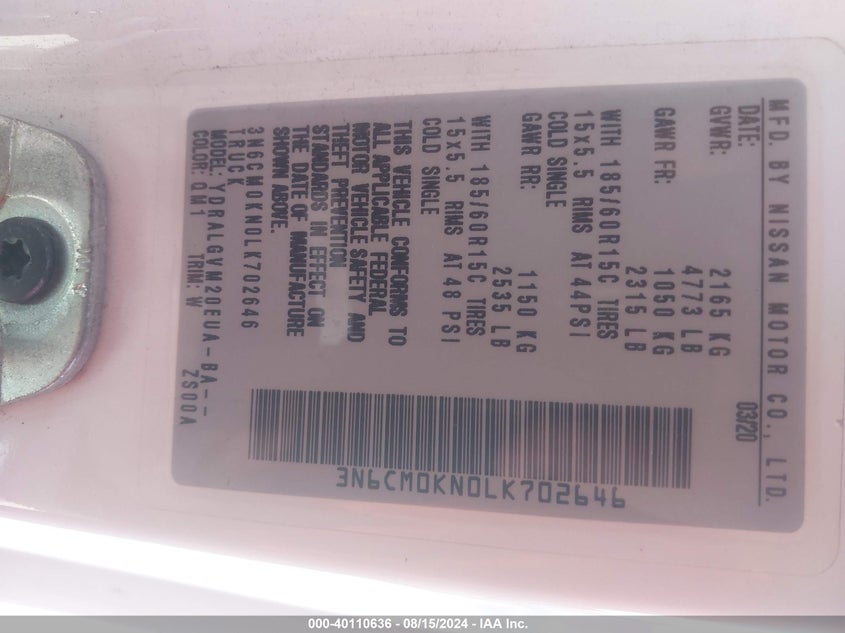 MFD. BY NISSAN MOTOR CO., LTD.
DATE: 03/20
GVWR: 2165 KG
4773 LB
GAWR FR: 1050 KG
2315 LB
WITH 185/60R15C TIRES
15x5.5 RIMS AT 44PSI
COLD SINGLE
GAWR RR: 1150 KG
2535 LB
WITH 185/60R15C TIRES
15x5.5 RIMS AT 48 PSI
COLD SINGLE
THIS VEHICLE CONFORMS TO
ALL APPLICABLE FEDERAL
MOTOR VEHICLE SAFETY AND
THEFT PREVENTION
STANDARDS IN EFFECT ON
THE DATE OF MANUFACTURE
SHOWN ABOVE.
3N6CM0KN0LK702646
TRUCK
MODEL: YDRALGVM20EUA-BA--
COLOR: QM1 TRIM: W ZS00A
3N6CM0KN0LK702646
000-40110636 - 08/15/2024 - IAA Inc.